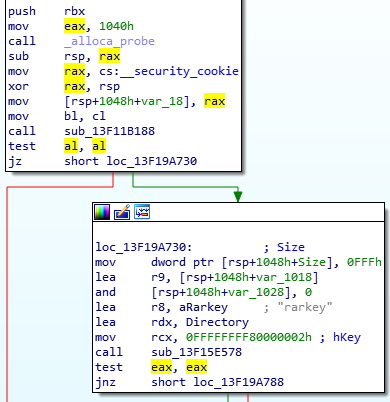 push rbx
mov eax, 1040h
call _alloca_probe
sub rsp, rax
mov rax, cs:__security_cookie
xor rax, rsp
mov [rsp+1048h+var_18], rax
mov bl, cl
call sub_13F11B188
test al, al
jz short loc_13F19A730
loc_13F19A730: ; Size
mov dword ptr [rsp+1048h+Size], 0FFFh
lea r9, [rsp+1048h+var_1018]
and [rsp+1048h+var_1028], 0
lea r8, aRarkey ; "rarkey"
lea rdx, Directory
mov rcx, 0FFFFFFFF80000002h ; hKey
call sub_13F15E578
test eax, eax
jnz short loc_13F19A788